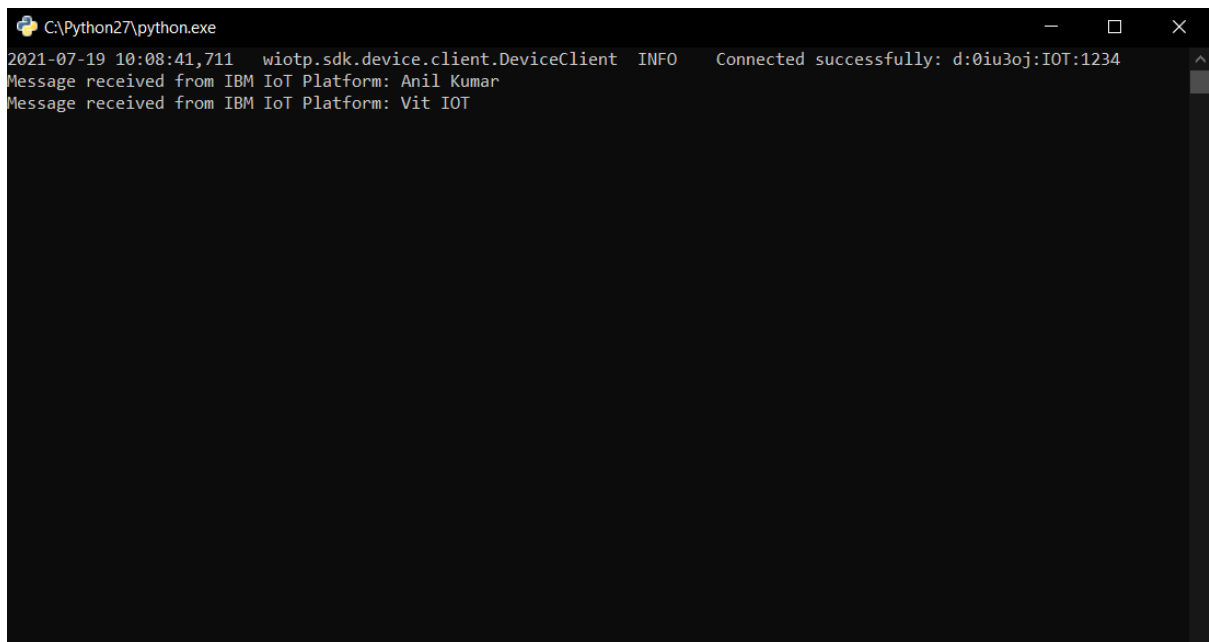 C:\Python27\python.exe
2021-07-19 10:08:41,711   wiotp.sdk.device.client.DeviceClient  INFO    Connected successfully: d:0iu3oj:IOT:1234
Message received from IBM IoT Platform: Anil Kumar
Message received from IBM IoT Platform: Vit IOT